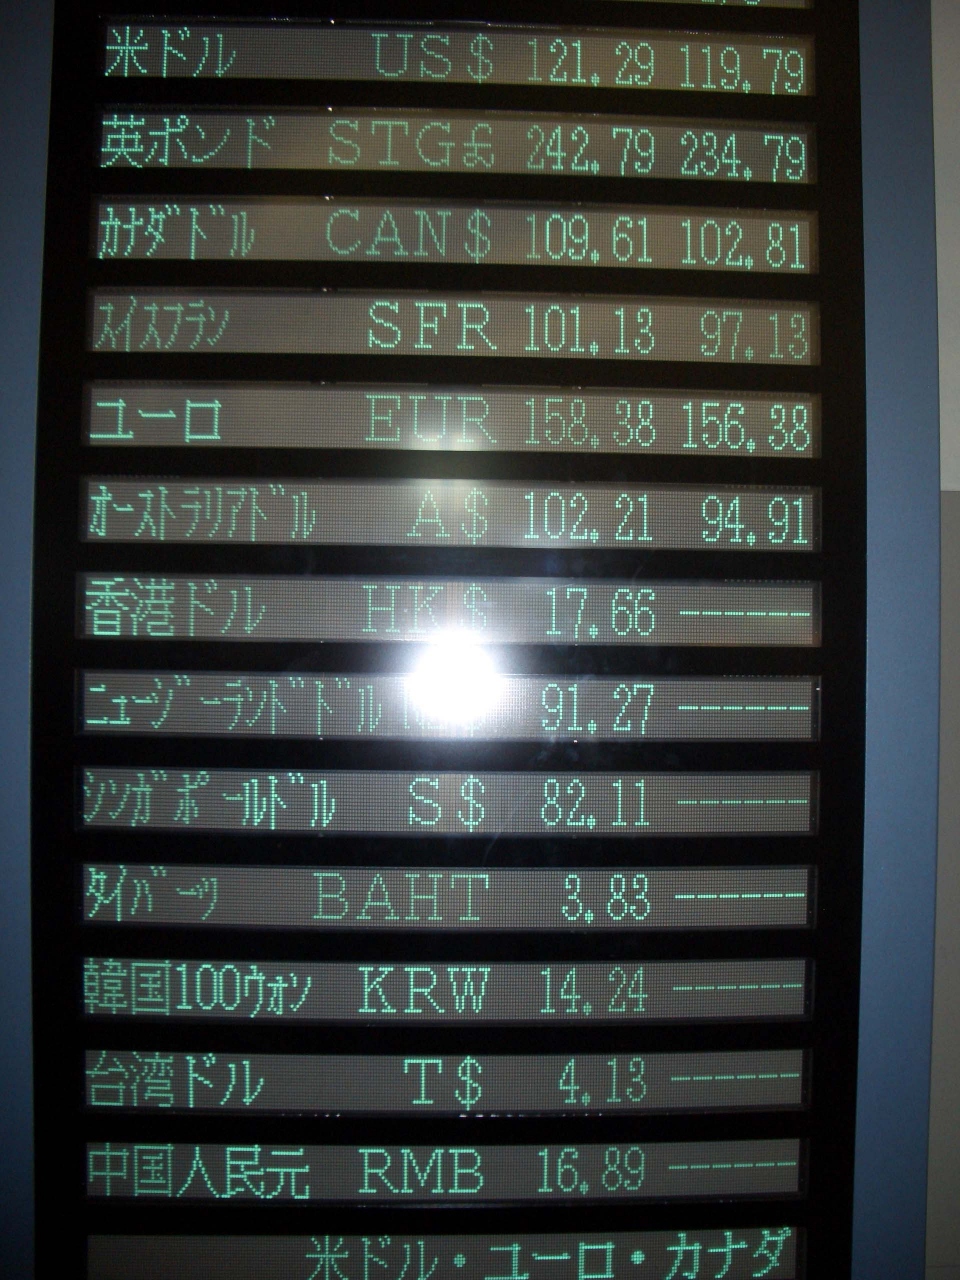 米ドル US$ 121.29 119.79
英ポンド STG£ 242.79 234.79
カナダドル CAN$ 109.61 102.81
スイスフラン SFR 101.13 97.13
ユーロ EUR 158.38 156.38
オーストラリアドル A$ 102.21 94.91
香港ドル HK$ 17.66 ------
ニュージーランドドル 91.27 ------
シンガポールドル S$ 82.11 ------
タイバーツ BAHT 3.83 ------
韓国100ウォン KRW 14.24 ------
台湾ドル T$ 4.13 ------
中国人民元 RMB 16.89 ------
米ドル・ユーロ・カナダ